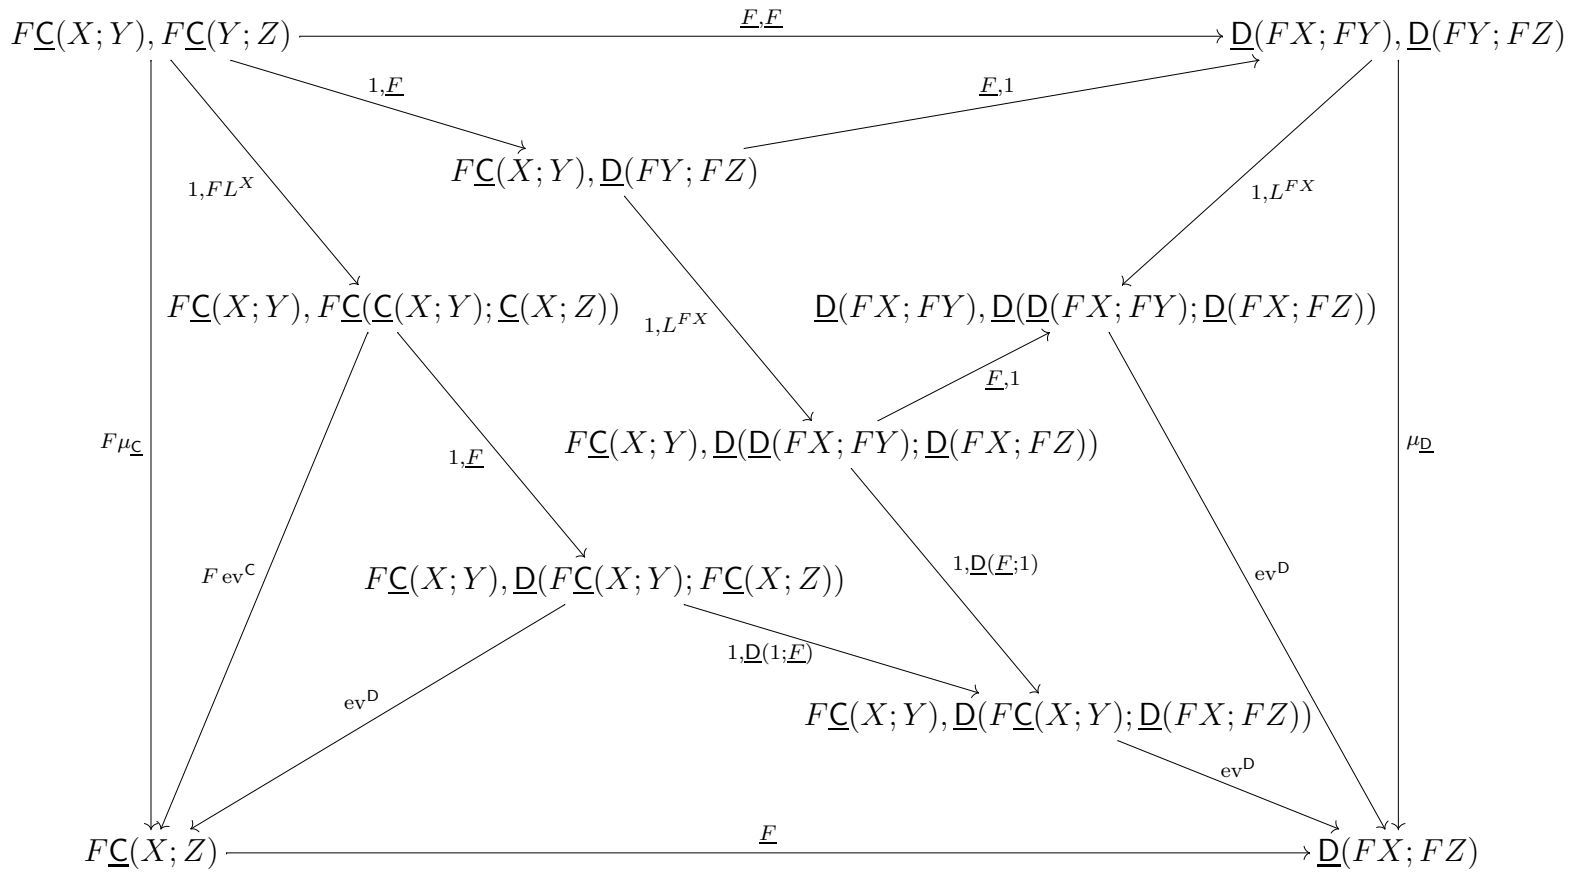 F, F
FC(X;Y), FC(Y;Z)
D(FX;FY), D(FY;FZ)
1,F
F,1
FC(X;Y), D(FY;FZ)
1,FL^X
1,L^{FX}
FC(X;Y), FC(C(X;Y);C(X;Z))
D(FX;FY), D(D(FX;FY);D(FX;FZ))
1,L^{FX}
F,1
Fμ_C
1,F
FC(X;Y), D(D(FX;FY);D(FX;FZ))
μ_D
F ev^C
FC(X;Y), D(FC(X;Y);FC(X;Z))
1,D(F;1)
ev^D
1,D(1;F)
ev^D
FC(X;Y), D(FC(X;Y);D(FX;FZ))
ev^D
F
FC(X;Z)
D(FX;FZ)